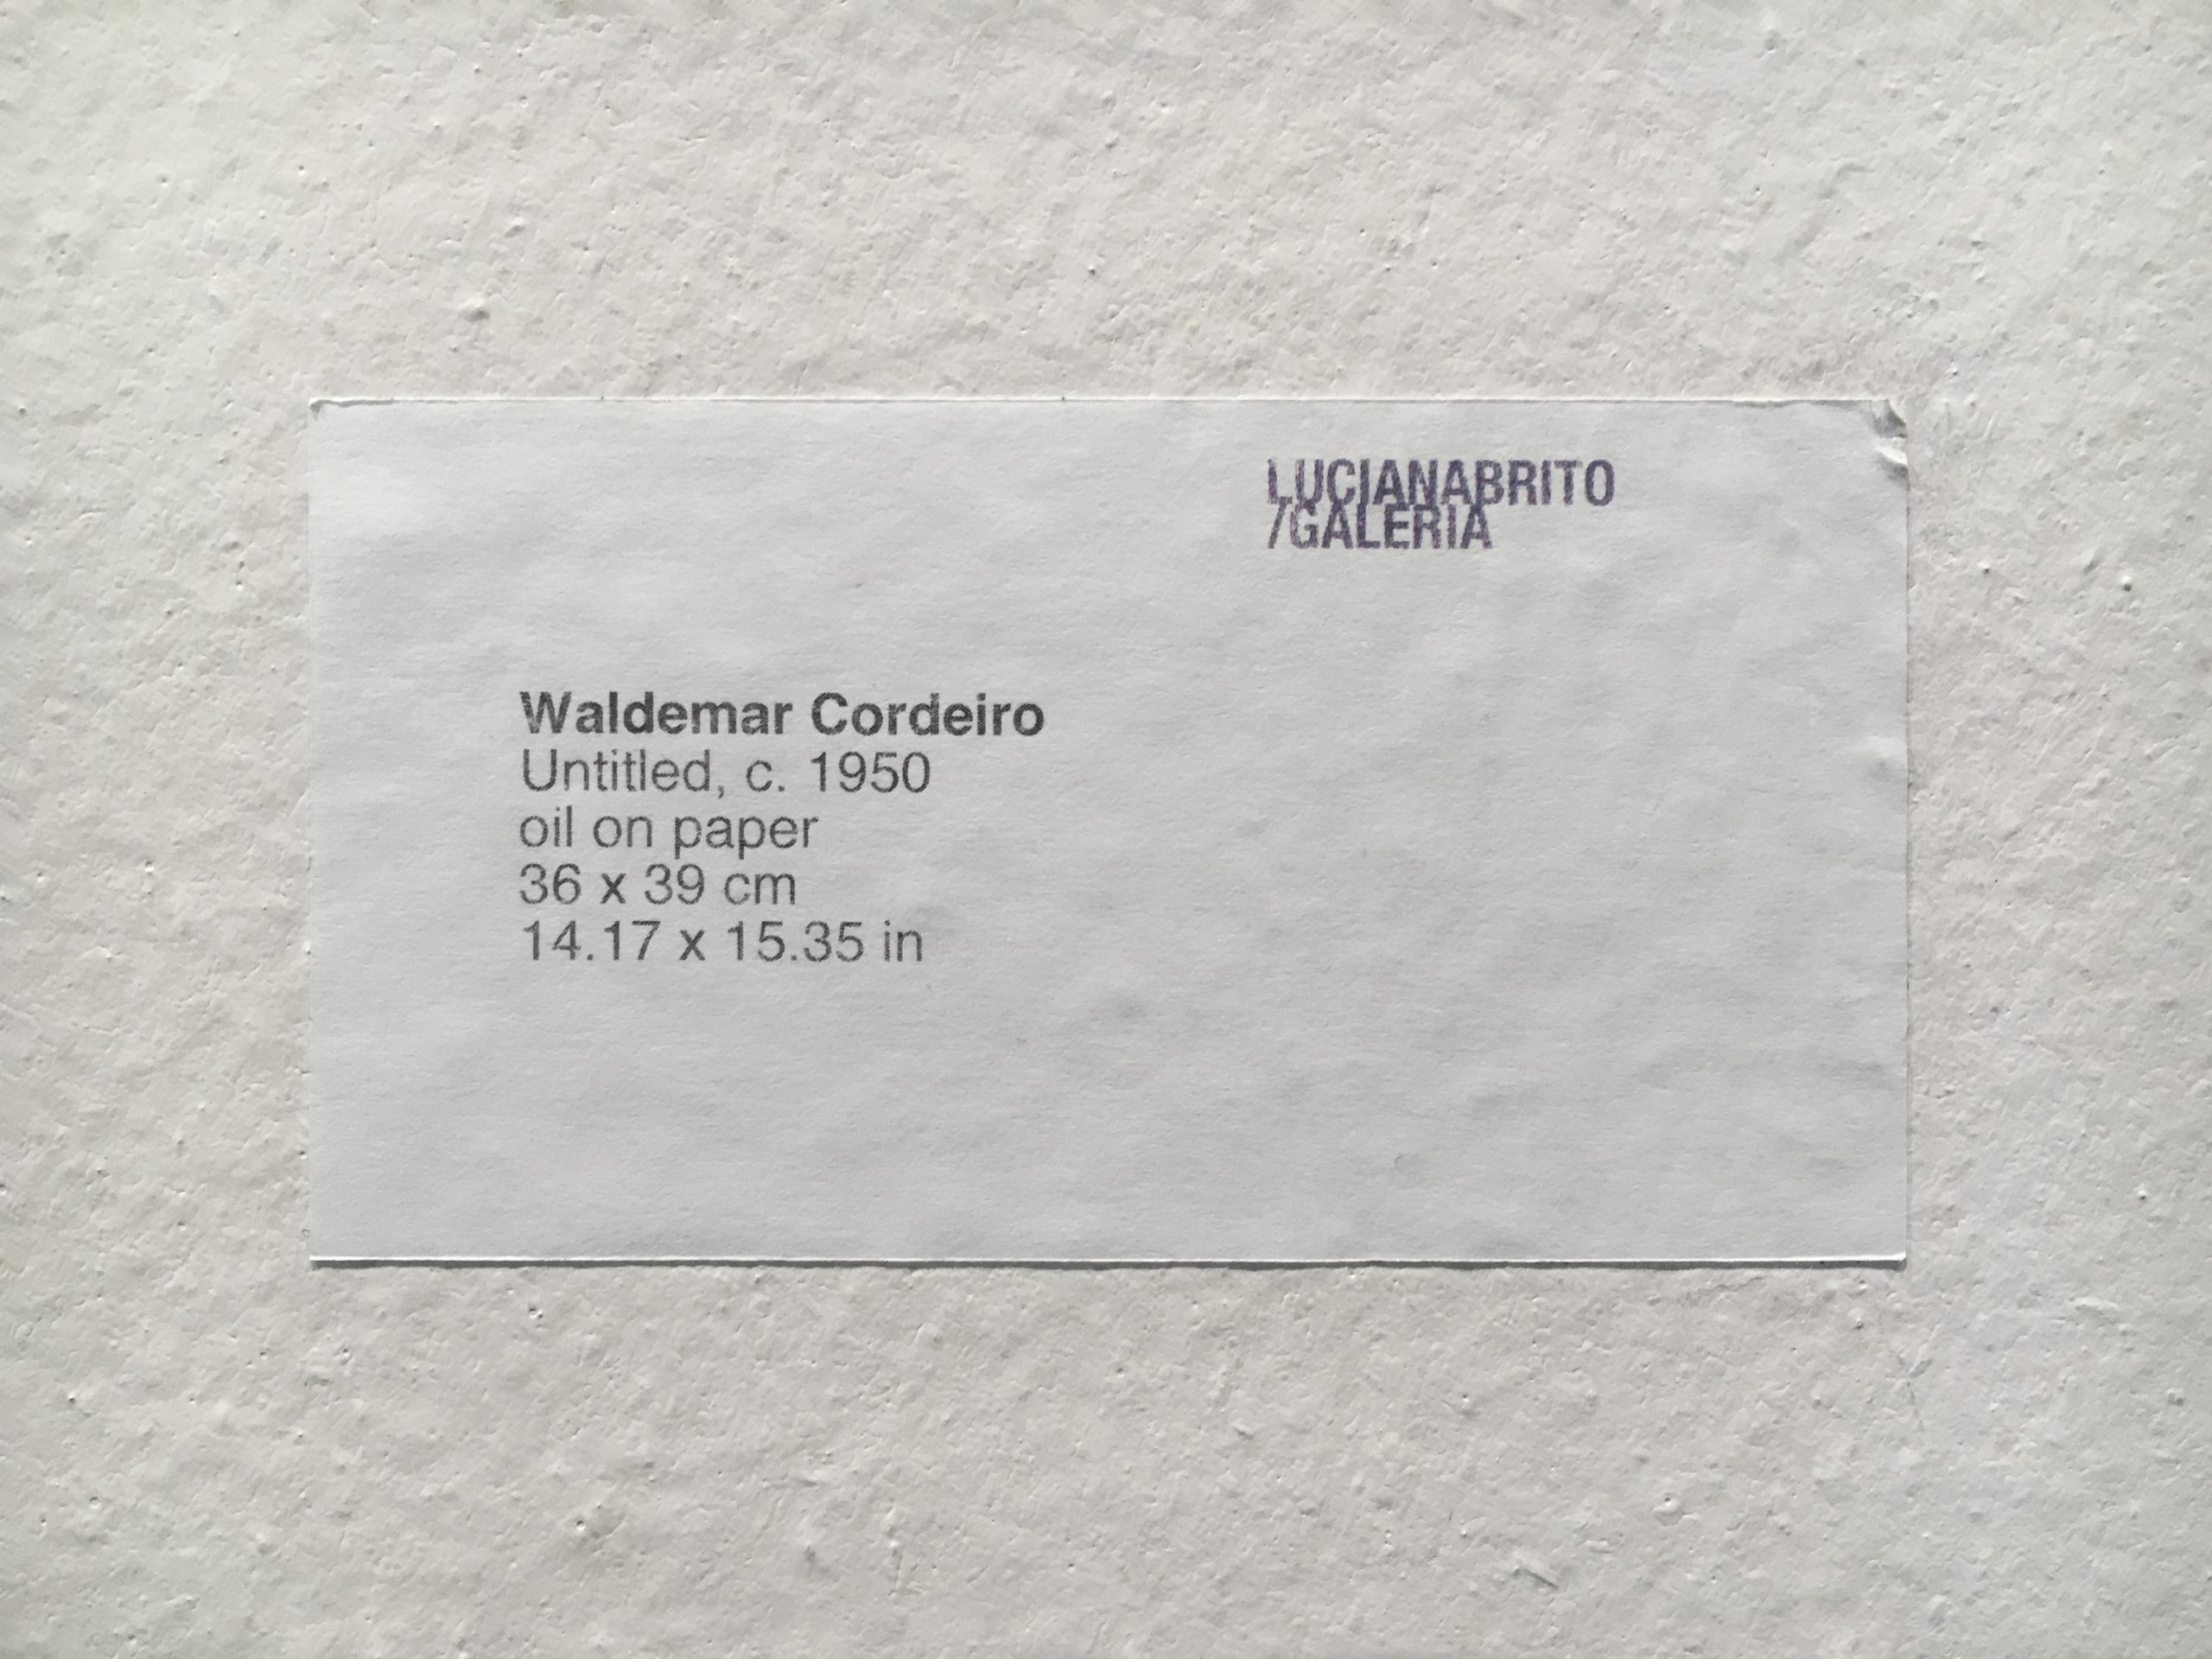 LUCIANABRITO
/GALERIA
Waldemar Cordeiro
Untitled, c. 1950
oil on paper
36 x 39 cm
14.17 x 15.35 in